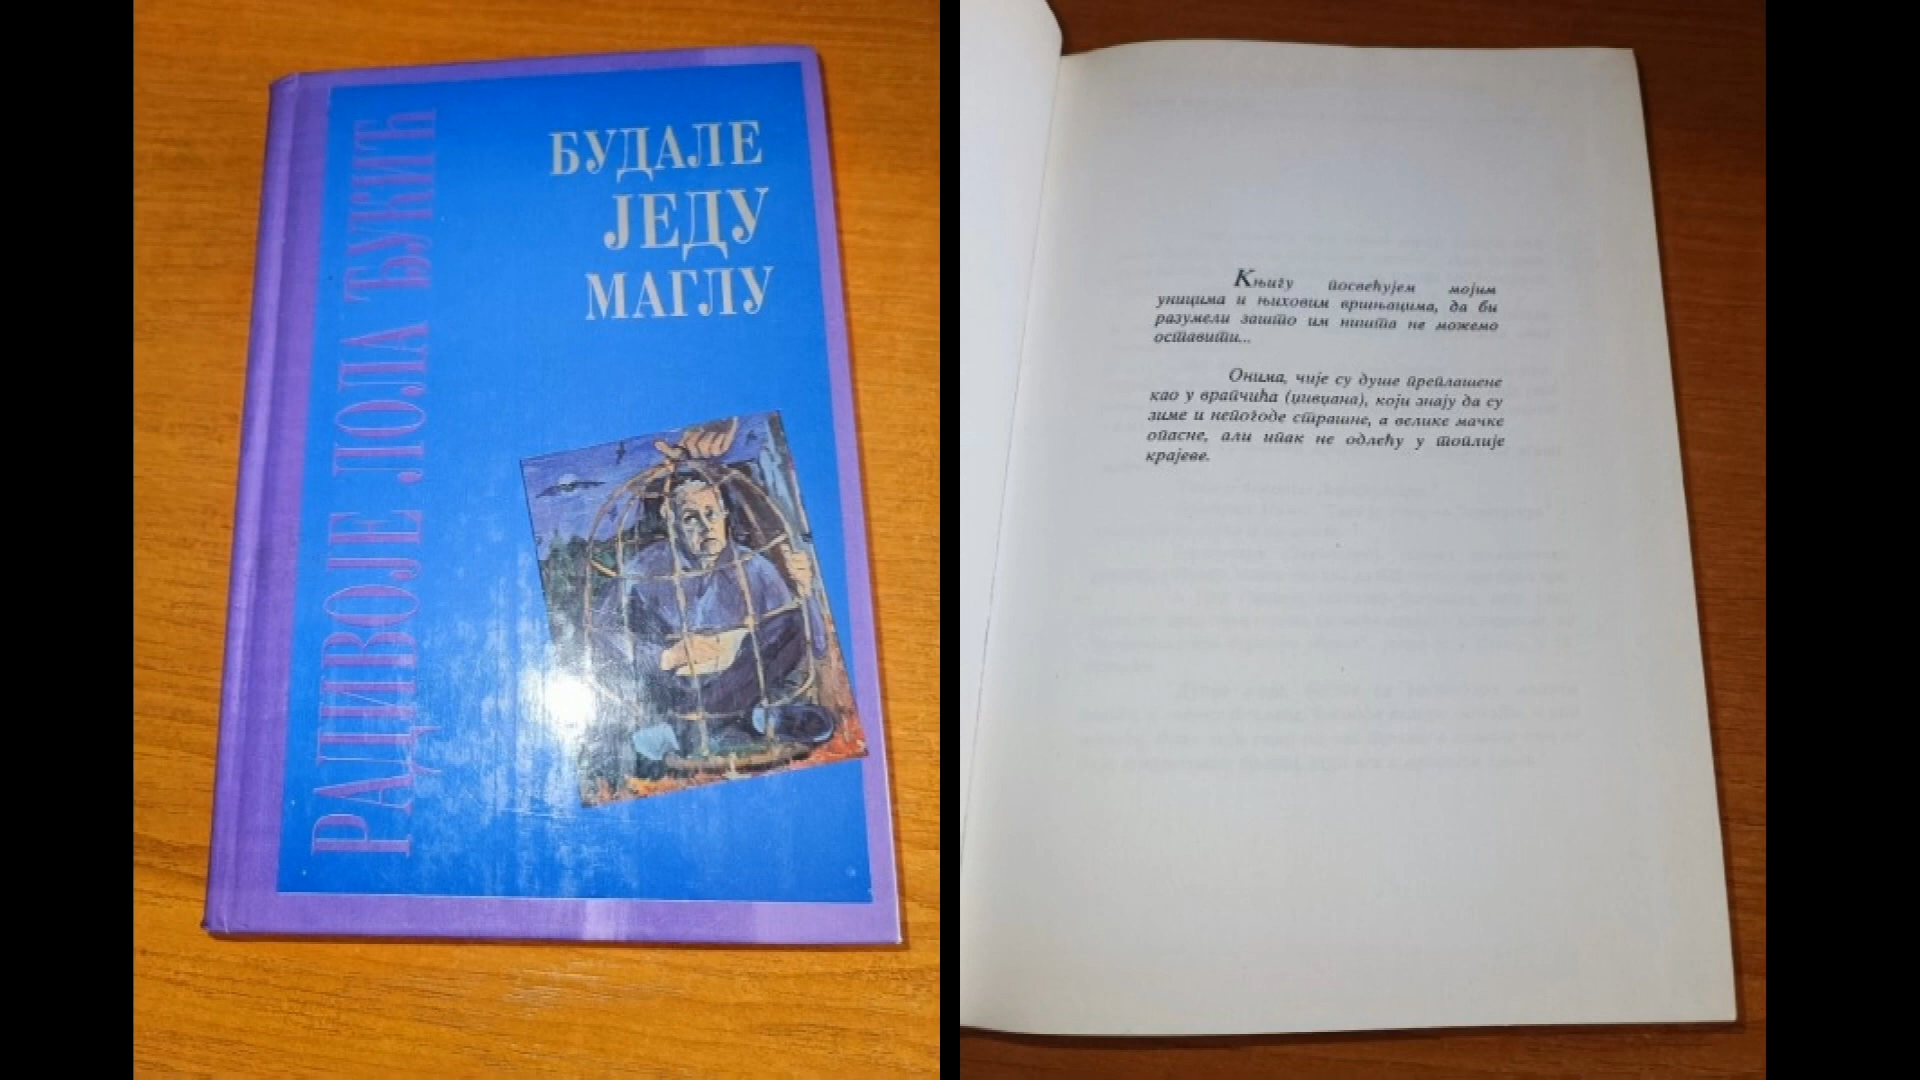 РАДИВОЈЕ ЛОЛА ЂУКИЋ
БУДАЛЕ
ЈЕДУ
МАГЛУ
Књигу посвећујем мојим
уницима и њиховим вршњацима, да би
разумели зашто им ништа не можемо
оставити...
Онима, чије су душе преплашене
као у врапчића (џивџана), који знају да су
зиме и непогоде страшне, а велике мачке
опасне, али ипак не одлећу у топлије
крајеве.